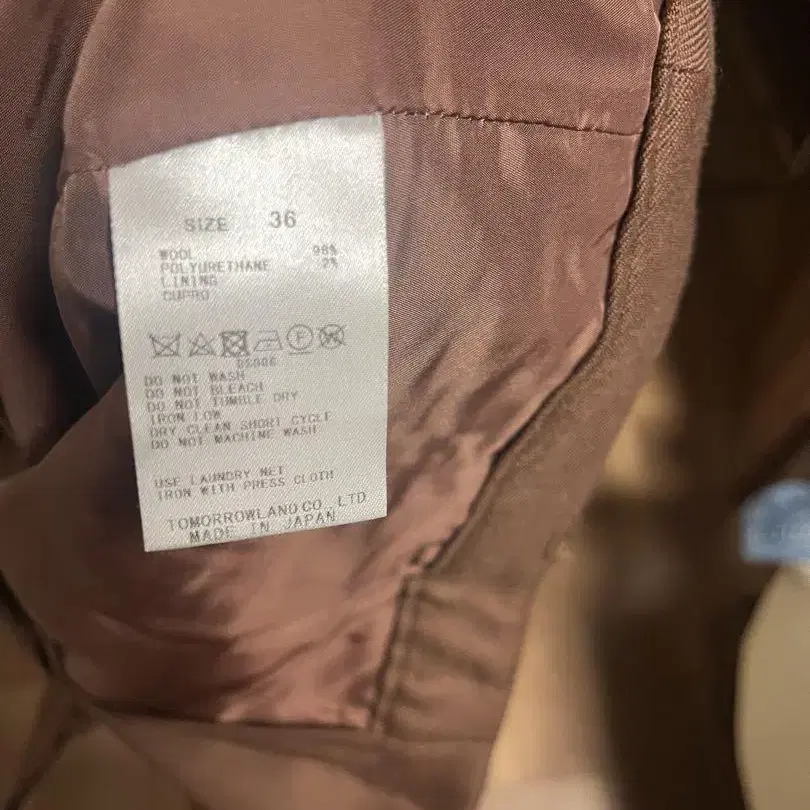 SIZE 36
WOOL 98%
POLYURETHANE 2%
LINING
CUPRO
05006
DO NOT WASH
DO NOT BLEACH
DO NOT TUMBLE DRY
IRON LOW
DRY CLEAN SHORT CYCLE
DO NOT MACHINE WASH
USE LAUNDRY NET
IRON WITH PRESS CLOTH
TOMORROWLAND CO., LTD
MADE IN JAPAN